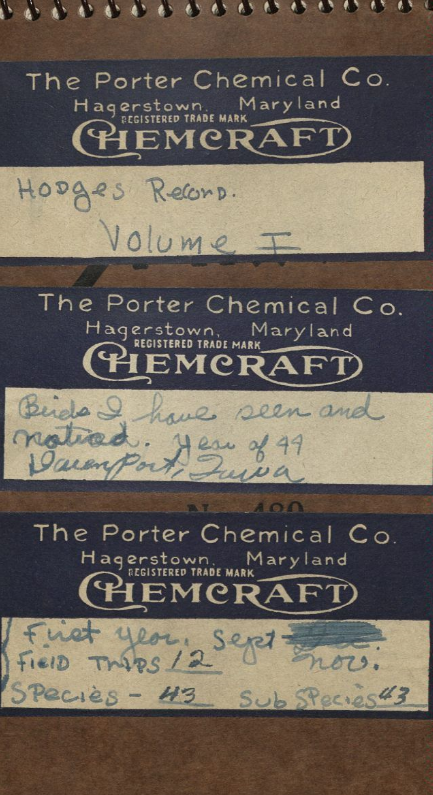 The Porter Chemical Co.
Hagerstown, Maryland
REGISTERED TRADE MARK
CHEMCRAFT
Hodges Record.
Volume I
The Porter Chemical Co.
Hagerstown, Maryland
REGISTERED TRADE MARK
CHEMCRAFT
Birds I have seen and
noticed. Year of 49
Davenport, Iowa
No. 480
The Porter Chemical Co.
Hagerstown, Maryland
REGISTERED TRADE MARK
CHEMCRAFT
First year. Sept
Nov.
Field Trips 12
Species - 43 Sub Species 43